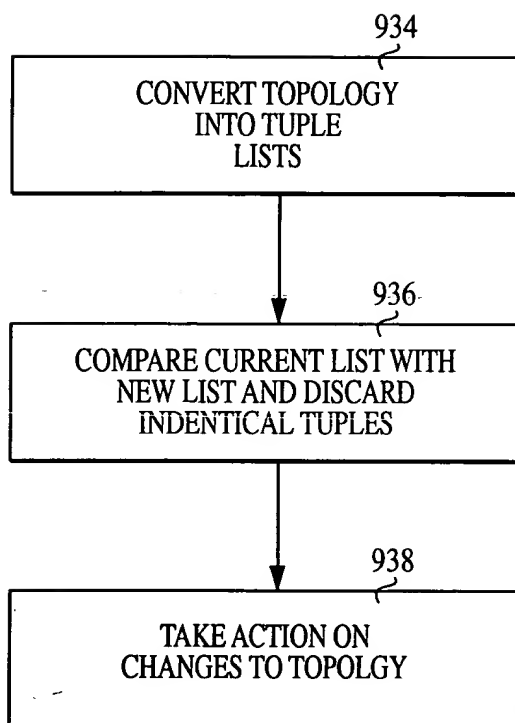 934
CONVERT TOPOLOGY
INTO TUPLE
LISTS
936
COMPARE CURRENT LIST WITH
NEW LIST AND DISCARD
INDENTICAL TUPLES
938
TAKE ACTION ON
CHANGES TO TOPOLGY